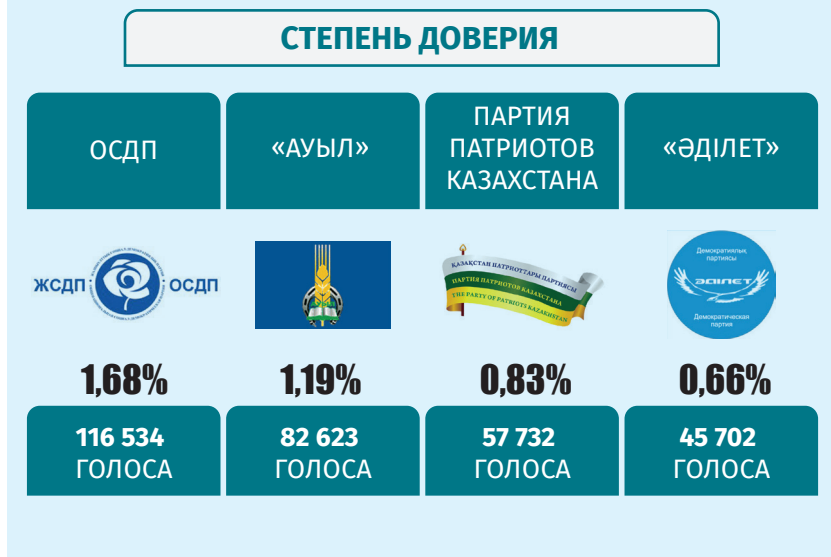 СТЕПЕНЬ ДОВЕРИЯ
ОСДП
«АУЫЛ»
ПАРТИЯ
ПАТРИОТОВ
КАЗАХСТАНА
«ӘДІЛЕТ»
ЖСДП
ОСДП
ҚАЗАҚСТАН ПАТРИОТТАРЫ ПАРТИЯСЫ
ПАРТИЯ ПАТРИОТОВ КАЗАХСТАНА
THE PARTY OF PATRIOTS KAZAKHSTAN
Демократиялық
партиясы
ӘДІЛЕТ
Демократическая
партия
1,68%
1,19%
0,83%
0,66%
116 534
ГОЛОСА
82 623
ГОЛОСА
57 732
ГОЛОСА
45 702
ГОЛОСА